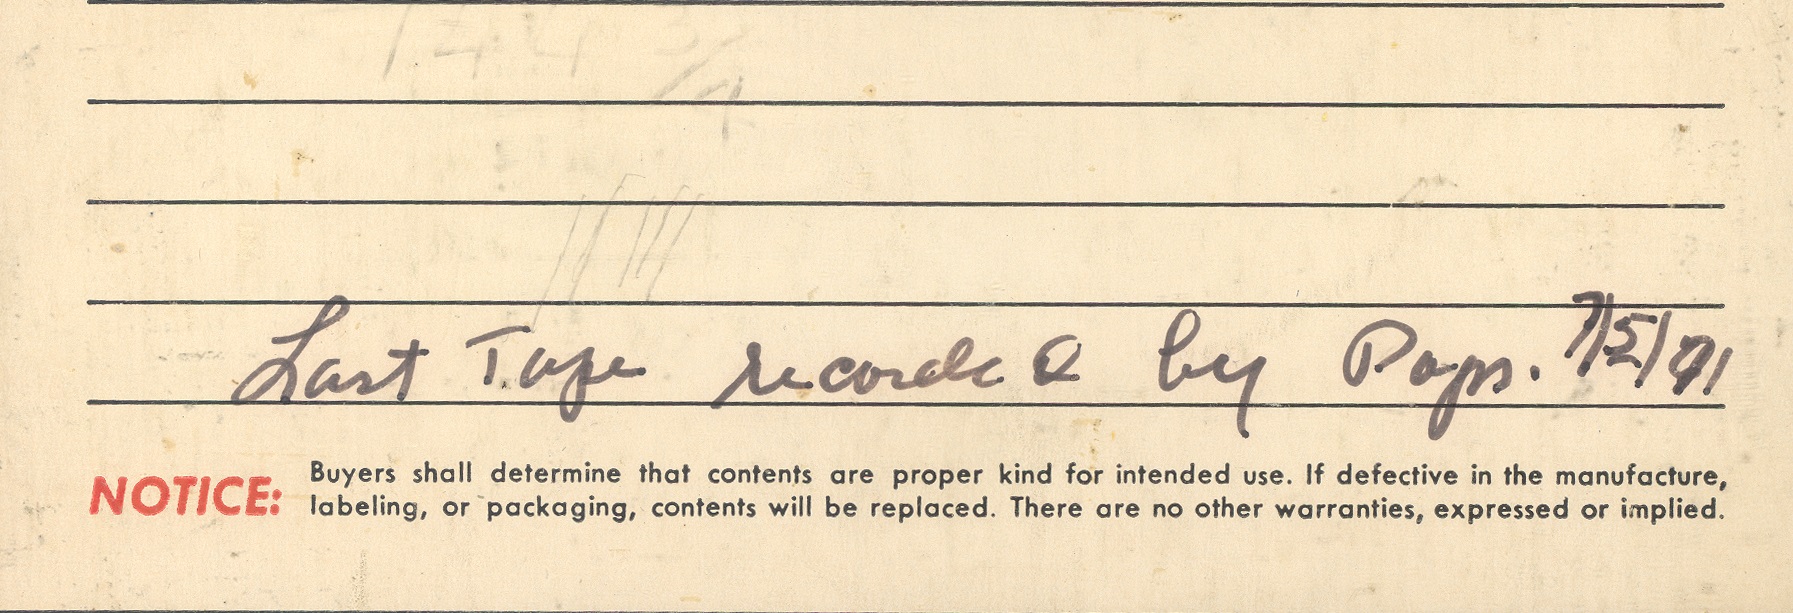 Last Tape recorded by Pops. 7/5/71
NOTICE: Buyers shall determine that contents are proper kind for intended use. If defective in the manufacture,
labeling, or packaging, contents will be replaced. There are no other warranties, expressed or implied.